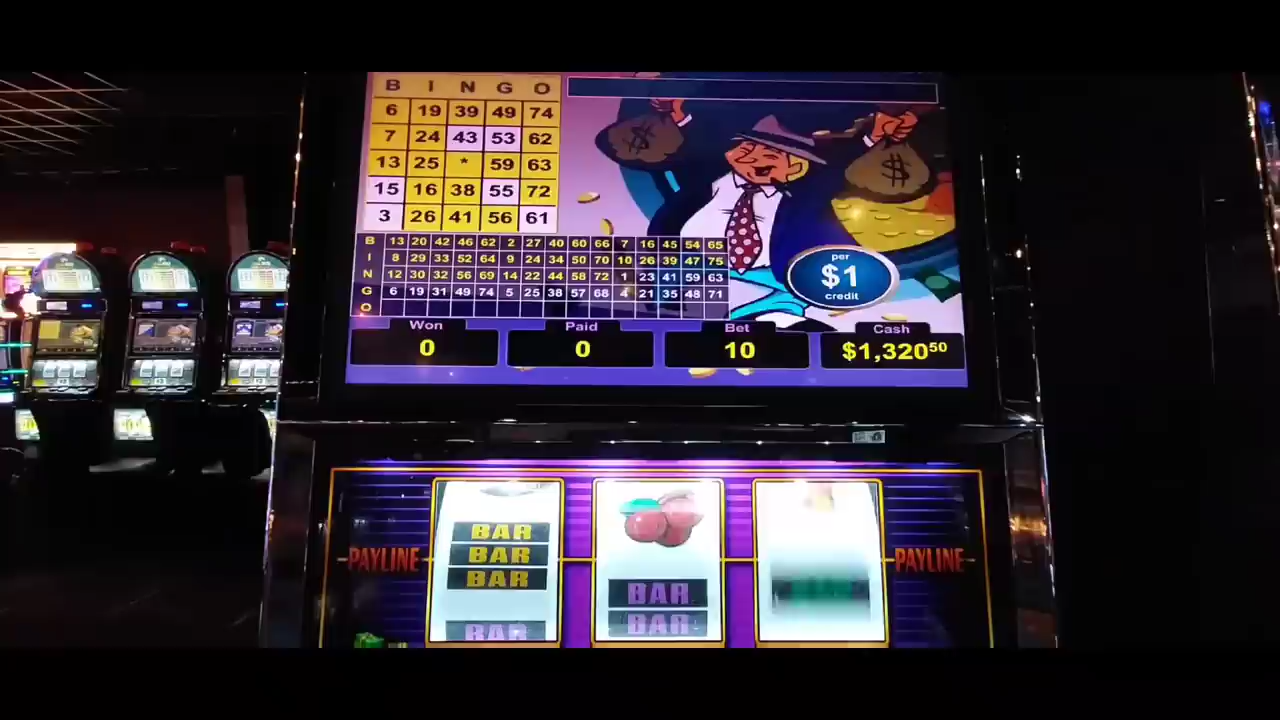 B I N G O
6 19 39 49 74
7 24 43 53 62
13 25 * 59 63
15 16 38 55 72
3 26 41 56 61
$ $
B 13 20 42 46 62 2 27 40 60 66 7 16 45 54 65
I 8 29 33 52 64 9 24 34 50 70 10 26 39 47 75
N 12 30 32 56 69 14 22 44 58 72 1 23 41 59 63
G 6 19 31 49 74 5 25 38 57 68 4 21 35 48 71
O
per
$1
credit
Won Paid Bet Cash
0 0 10 $1,320 50
PAYLINE PAYLINE
BAR
BAR
BAR
BAR
BAR
BAR